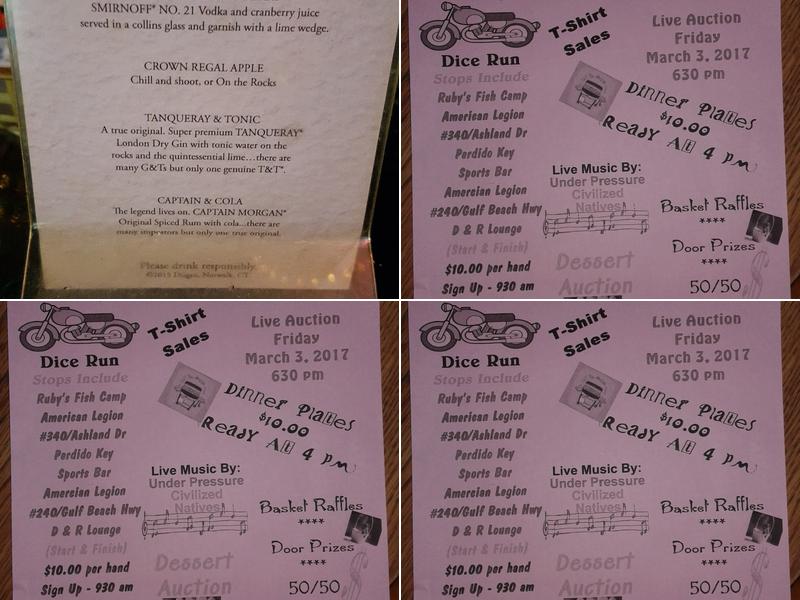 SMIRNOFF® NO. 21 Vodka and cranberry juice
served in a collins glass and garnish with a lime wedge.
CROWN REGAL APPLE
Chill and shoot, or On the Rocks
TANQUERAY & TONIC
A true original. Super premium TANQUERAY®
London Dry Gin with tonic water on the
rocks and the quintessential lime...there are
many G&Ts but only one genuine T&T®.
CAPTAIN & COLA
The legend lives on. CAPTAIN MORGAN®
Original Spiced Rum with cola...there are
many impostors but only one true original.
Please drink responsibly.
©2015 Diageo, Norwalk, CT
Dice Run
Stops Include
Ruby's Fish Camp
American Legion
#340/Ashland Dr
Perdido Key
Sports Bar
Amercian Legion
#240/Gulf Beach Hwy
D & R Lounge
(Start & Finish)
$10.00 per hand
Sign Up - 930 am
T-Shirt
Sales
Live Auction
Friday
March 3, 2017
630 pm
Dinner Plates
$10.00
Ready At 4 pm
Live Music By:
Under Pressure
Civilized
Natives
Basket Raffles
****
Door Prizes
****
50/50
Dessert
Auction
Dice Run
Stops Include
Ruby's Fish Camp
American Legion
#340/Ashland Dr
Perdido Key
Sports Bar
Amercian Legion
#240/Gulf Beach Hwy
D & R Lounge
(Start & Finish)
$10.00 per hand
Sign Up - 930 am
T-Shirt
Sales
Live Auction
Friday
March 3, 2017
630 pm
Dinner Plates
$10.00
Ready At 4 pm
Live Music By:
Under Pressure
Civilized
Natives
Basket Raffles
****
Door Prizes
****
50/50
Dessert
Auction
Dice Run
Stops Include
Ruby's Fish Camp
American Legion
#340/Ashland Dr
Perdido Key
Sports Bar
Amercian Legion
#240/Gulf Beach Hwy
D & R Lounge
(Start & Finish)
$10.00 per hand
Sign Up - 930 am
T-Shirt
Sales
Live Auction
Friday
March 3, 2017
630 pm
Dinner Plates
$10.00
Ready At 4 pm
Live Music By:
Under Pressure
Civilized
Natives
Basket Raffles
****
Door Prizes
****
50/50
Dessert
Auction